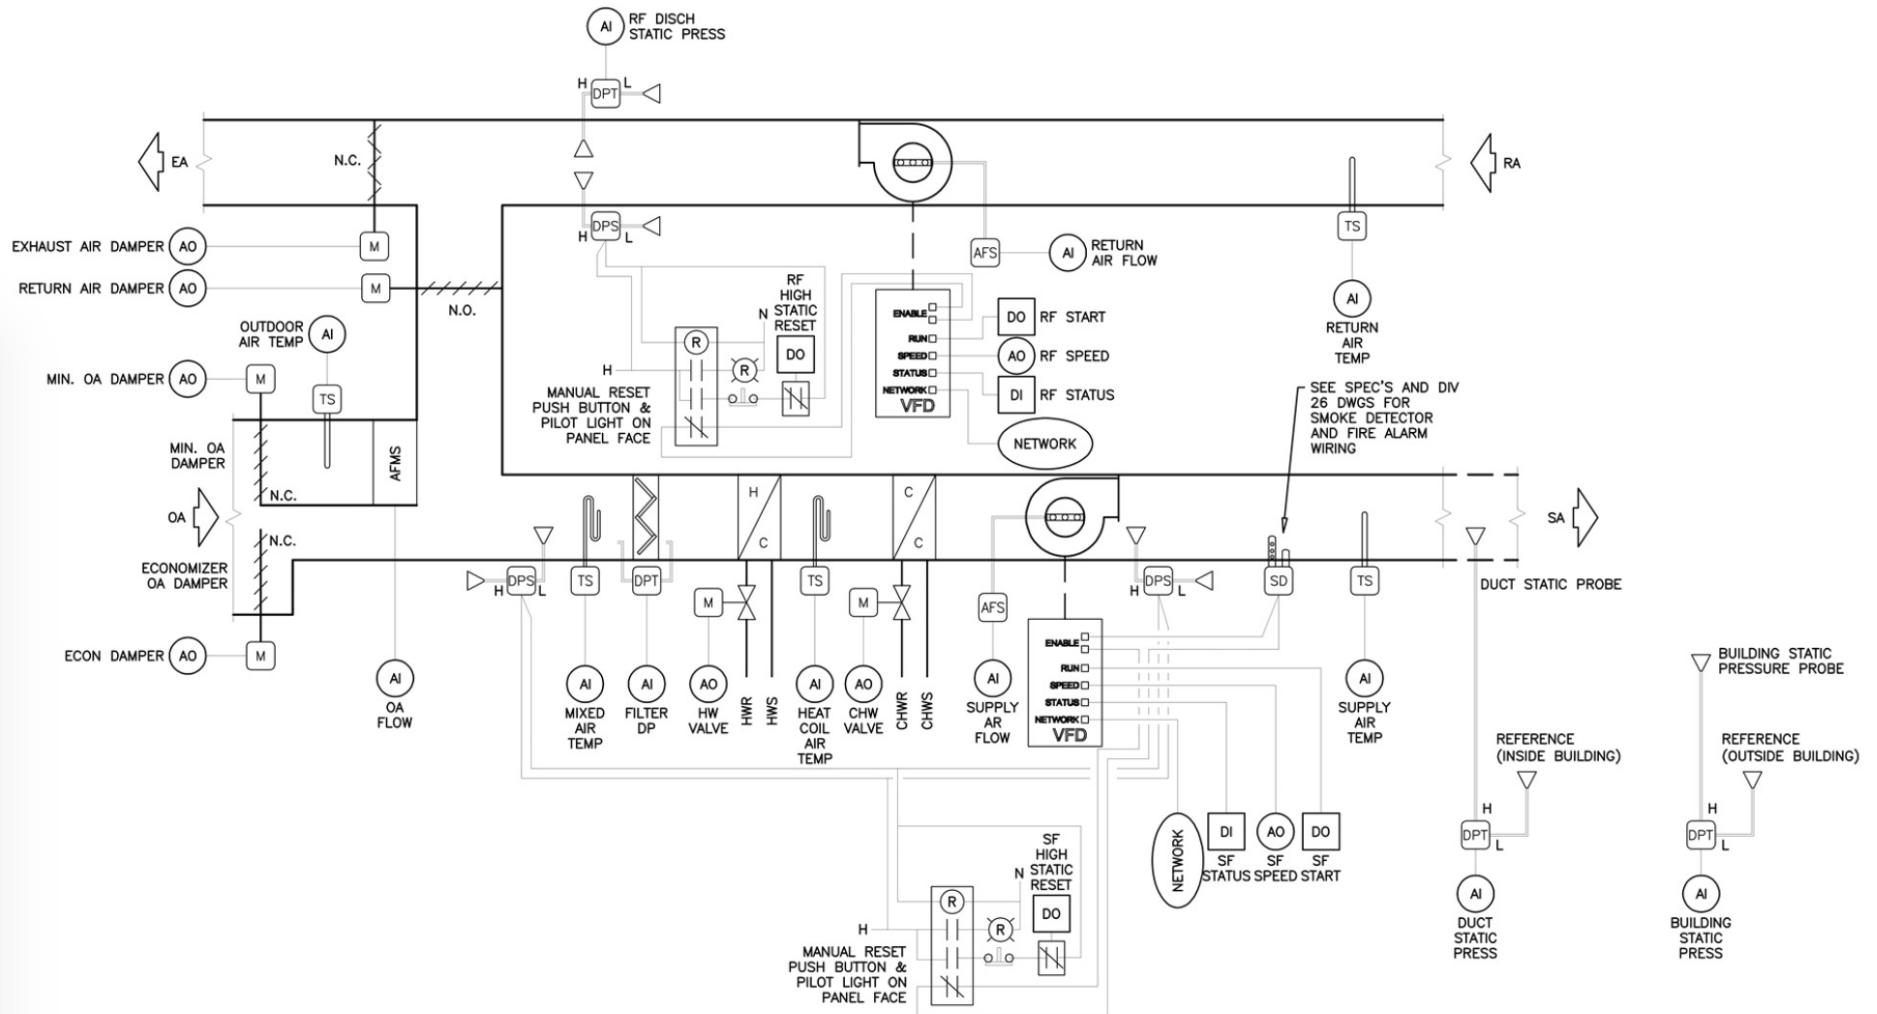 AI
RF DISCH
STATIC PRESS
H
L
DPT
EA
N.C.
RA
DPS
H
L
TS
EXHAUST AIR DAMPER
AO
M
AFS
AI
RETURN
AIR FLOW
RETURN AIR DAMPER
AO
M
N.O.
RF
HIGH
STATIC
RESET
N
DO
ENABLE
RUN
SPEED
STATUS
NETWORK
VFD
DO
RF START
AO
RF SPEED
DI
RF STATUS
NETWORK
AI
RETURN
AIR
TEMP
OUTDOOR
AIR TEMP
AI
TS
MIN. OA DAMPER
AO
M
R
H
R
MANUAL RESET
PUSH BUTTON &
PILOT LIGHT ON
PANEL FACE
SEE SPEC'S AND DIV
26 DWGS FOR
SMOKE DETECTOR
AND FIRE ALARM
WIRING
MIN. OA
DAMPER
AFMS
N.C.
OA
N.C.
ECONOMIZER
OA DAMPER
H
C
C
C
SA
DPS
H
L
TS
DPT
M
TS
M
AFS
DPS
H
L
SD
TS
DUCT STATIC PROBE
ECON DAMPER
AO
M
AI
OA
FLOW
AI
MIXED
AIR
TEMP
AI
FILTER
DP
AO
HW
VALVE
HWR
HWS
AI
HEAT
COIL
AIR
TEMP
AO
CHW
VALVE
CHWR
CHWS
AI
SUPPLY
AR
FLOW
ENABLE
RUN
SPEED
STATUS
NETWORK
VFD
AI
SUPPLY
AIR
TEMP
BUILDING STATIC
PRESSURE PROBE
REFERENCE
(INSIDE BUILDING)
REFERENCE
(OUTSIDE BUILDING)
H
DPT
L
H
DPT
L
NETWORK
DI
SF
STATUS
AO
SF
SPEED
DO
SF
START
AI
DUCT
STATIC
PRESS
AI
BUILDING
STATIC
PRESS
SF
HIGH
STATIC
RESET
N
DO
R
H
R
MANUAL RESET
PUSH BUTTON &
PILOT LIGHT ON
PANEL FACE